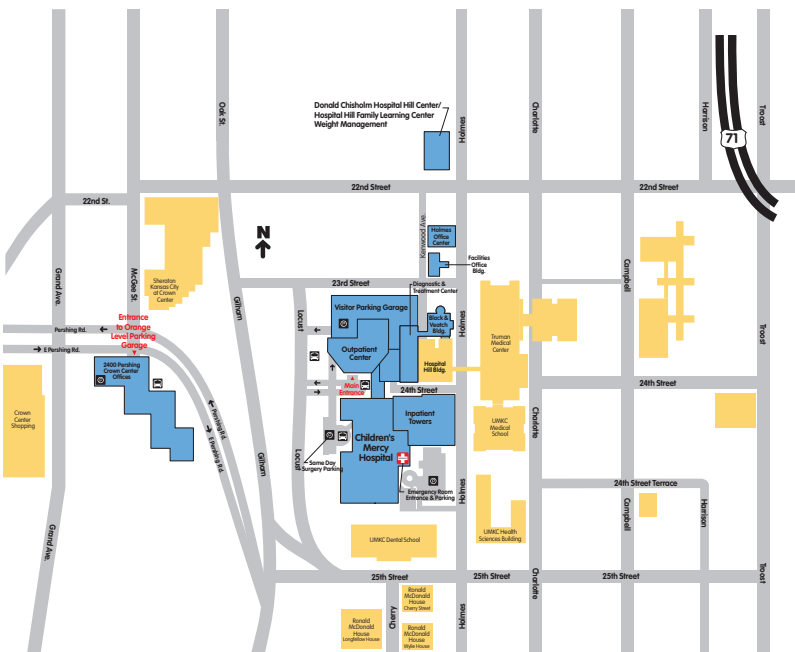 Donald Chisholm Hospital Hill Center/
Hospital Hill Family Learning Center
Weight Management
Oak St.
Holmes
Charlotte
Harrison
Troost
71
22nd Street
22nd Street
22nd St.
N
Kenwood Ave.
Holmes
Office
Center
Facilities
Office
Bldg.
Grand Ave.
McGee St.
Sheraton
Kansas City
at Crown
Center
Gilham
23rd Street
Diagnostic &
Treatment Center
Campbell
Entrance
to Orange
Level Parking
Garage
Pershing Rd.
E Pershing Rd.
Locust
Visitor Parking Garage
Black &
Veatch
Bldg.
Holmes
Truman
Medical
Center
Troost
Outpatient
Center
Hospital
Hill Bldg.
2400 Pershing
Crown Center
Offices
Main
Entrance
24th Street
24th Street
Crown
Center
Shopping
Pershing Rd.
E Pershing Rd.
Gilham
Locust
Inpatient
Towers
Children's
Mercy
Hospital
UMKC
Medical
School
Charlotte
Same Day
Surgery Parking
Emergency Room
Entrance & Parking
Holmes
24th Street Terrace
Campbell
Harrison
Grand Ave.
UMKC Dental School
UMKC Health
Sciences Building
25th Street
25th Street
25th Street
Charlotte
Troost
Cherry
Holmes
Ronald
McDonald
House
Cherry Street
Ronald
McDonald
House
Longfellow House
Ronald
McDonald
House
Wylie House